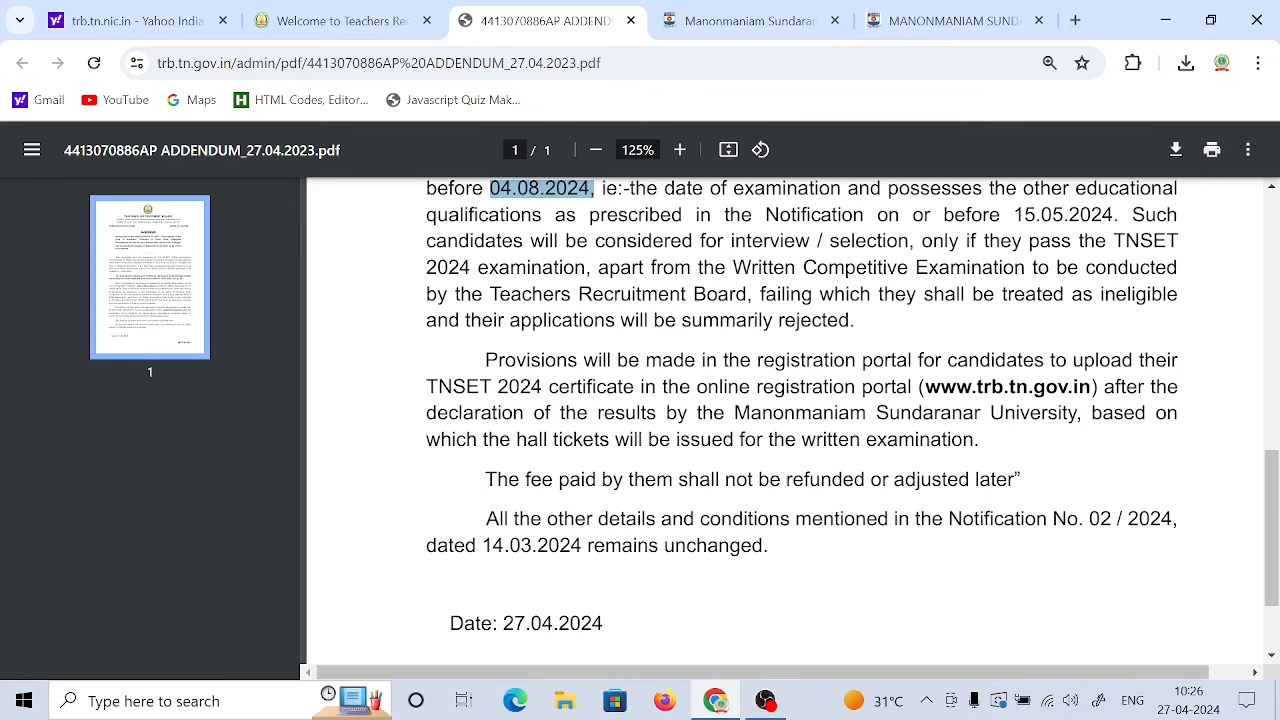 trb.tn.nic.in - Yahoo India
Welcome to Teachers Rec
4413070886AP ADDEND
Manonmaniam Sundaran
MANONMANIAM SUND
trb.tn.gov.in/admin/pdf/4413070886AP%20ADDENDUM_27.04.2023.pdf
Gmail
YouTube
Maps
HTML Codes, Editor...
Javascript Quiz Mak...
4413070886AP ADDENDUM_27.04.2023.pdf
1 / 1
125%
before 04.08.2024, ie:-the date of examination and possesses the other educational
qualifications prescribed in the Notification on or before 15.05.2024. Such
candidates will be considered for interview / selection, only if they pass the TNSET
2024 examination, apart from the Written Competitive Examination to be conducted
by the Teachers Recruitment Board, failing which they shall be treated as ineligible
and their applications will be summarily rejected.
Provisions will be made in the registration portal for candidates to upload their
TNSET 2024 certificate in the online registration portal (www.trb.tn.gov.in) after the
declaration of the results by the Manonmaniam Sundaranar University, based on
which the hall tickets will be issued for the written examination.
The fee paid by them shall not be refunded or adjusted later”
All the other details and conditions mentioned in the Notification No. 02 / 2024,
dated 14.03.2024 remains unchanged.
Date: 27.04.2024
1
Type here to search
31°C
ENG
10:26
27-04-2024